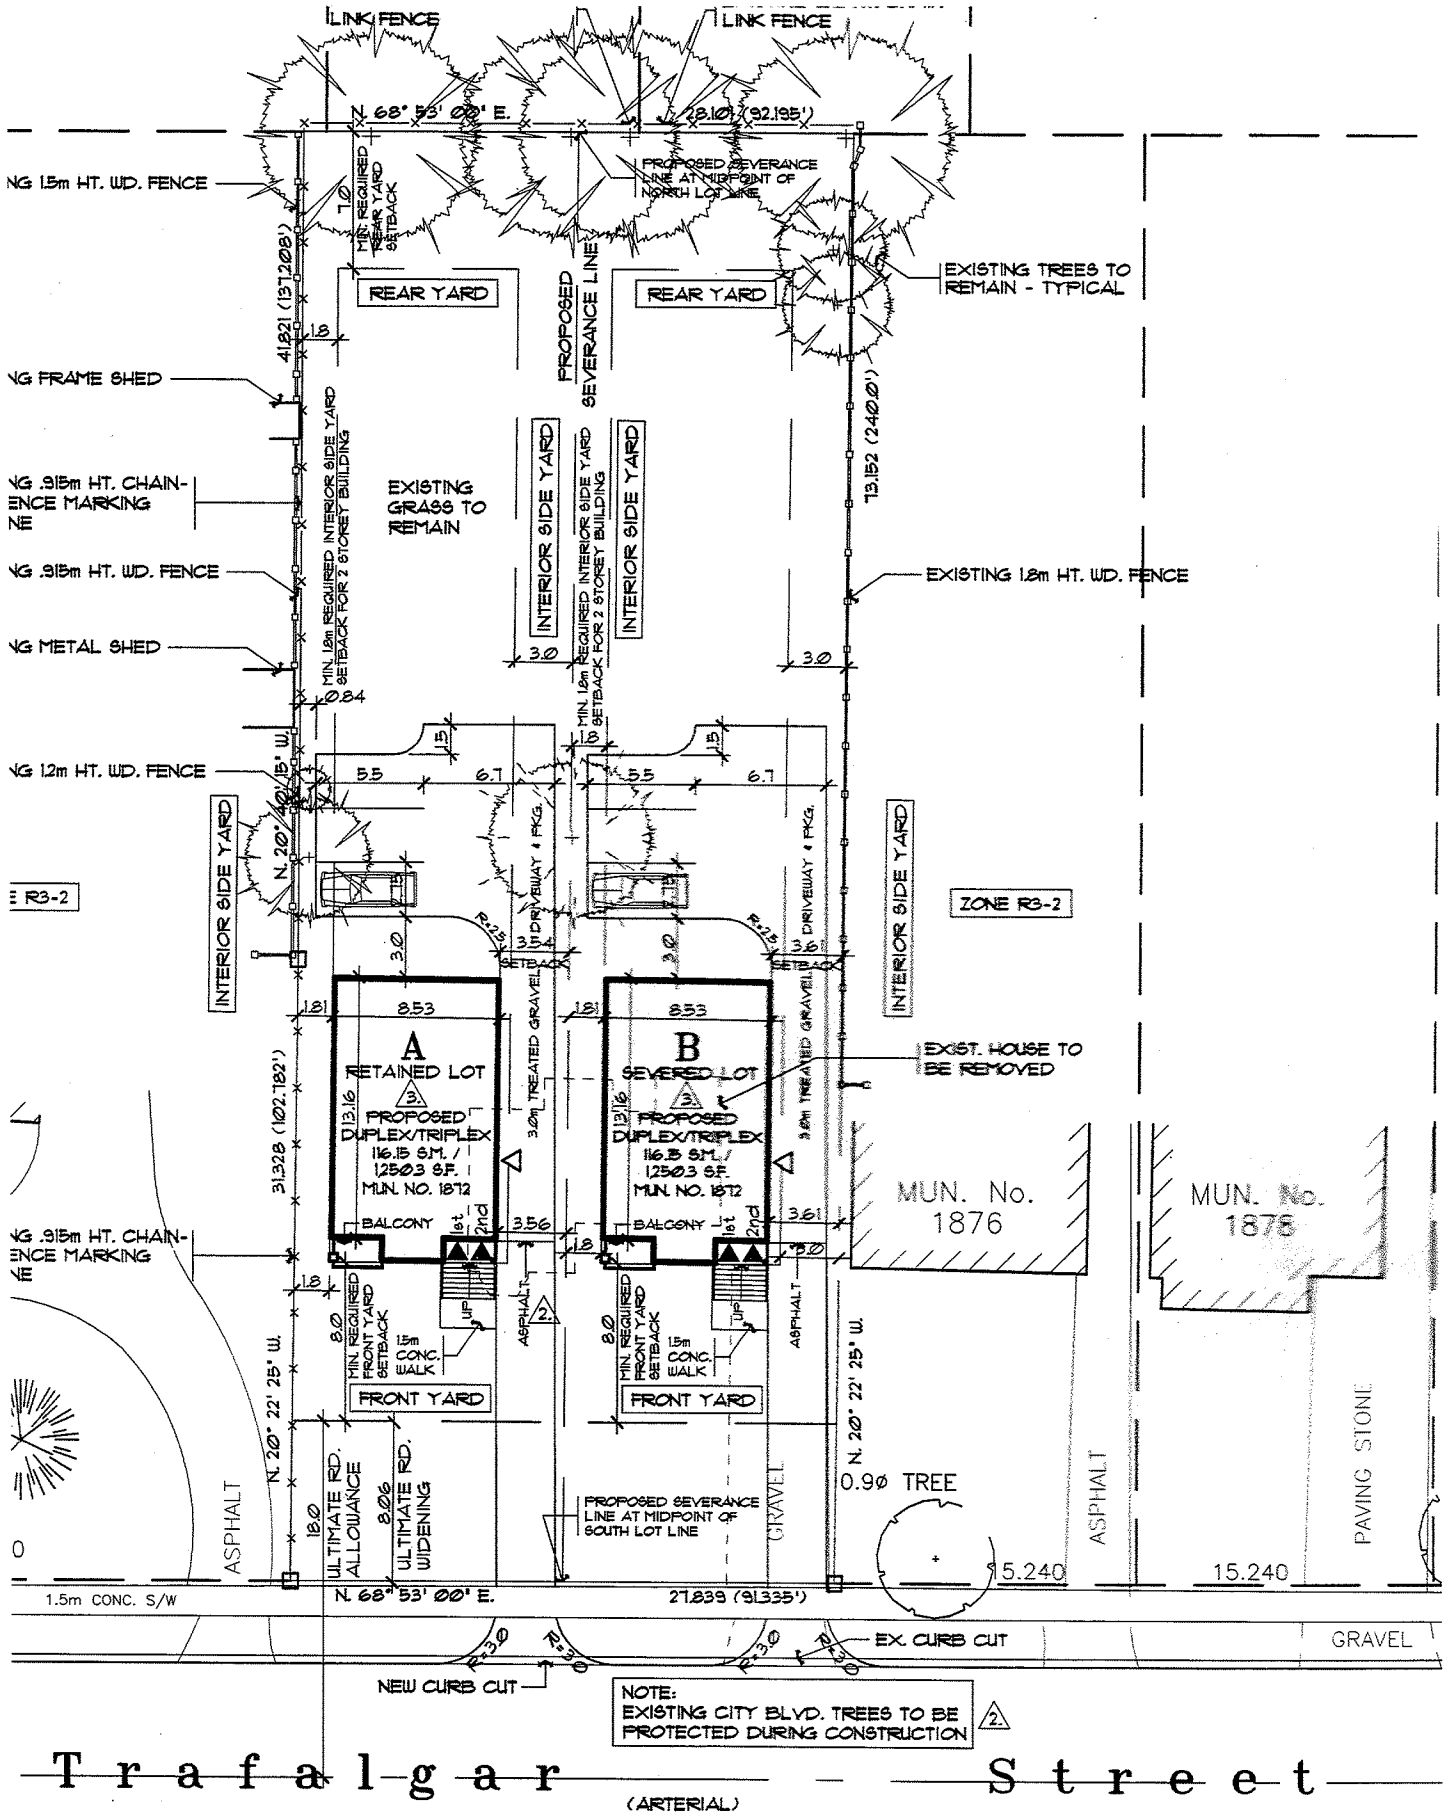 LINK FENCE
LINK FENCE
N. 68° 53' 00" E.
28.101 (92.195')
PROPOSED SEVERANCE
LINE AT MIDPOINT OF
NORTH LOT LINE
NG 1.5m HT. WD. FENCE
7.0
MIN. REQUIRED
REAR YARD
SETBACK
41.821 (137.208')
REAR YARD
PROPOSED
SEVERANCE LINE
REAR YARD
EXISTING TREES TO
REMAIN - TYPICAL
1.8
NG FRAME SHED
73.152 (240.0')
MIN. 1.8m REQUIRED INTERIOR SIDE YARD
SETBACK FOR 2 STOREY BUILDING
EXISTING
GRASS TO
REMAIN
INTERIOR SIDE YARD
MIN. 1.8m REQUIRED INTERIOR SIDE YARD
SETBACK FOR 2 STOREY BUILDING
INTERIOR SIDE YARD
NG .915m HT. CHAIN-
ENCE MARKING
NE
NG .915m HT. WD. FENCE
EXISTING 1.8m HT. WD. FENCE
NG METAL SHED
3.0
3.0
0.84
N. 20° 40' 15" W.
1.5
1.8
1.5
NG 1.2m HT. WD. FENCE
5.5
6.7
5.5
6.7
INTERIOR SIDE YARD
INTERIOR SIDE YARD
E R3-2
ZONE R3-2
2.75
R=2.5
3.0
3.54
SETBACK
3.0m TREATED GRAVEL DRIVEWAY & PKG.
R=2.5
3.0
3.6
SETBACK
3.0m TREATED GRAVEL DRIVEWAY & PKG.
1.81
8.53
1.81
8.53
A
RETAINED LOT
3.
13.16
PROPOSED
DUPLEX/TRIPLEX
116.15 S.M. /
1,250.3 S.F.
MUN. NO. 1872
B
SEVERED LOT
3.
13.16
PROPOSED
DUPLEX/TRIPLEX
116.15 S.M. /
1,250.3 S.F.
MUN. NO. 1872
EXIST. HOUSE TO
BE REMOVED
31.328 (102.782')
MUN. No.
1876
MUN. No.
1878
BALCONY
1st
2nd
3.56
BALCONY
1st
2nd
3.61
NG .915m HT. CHAIN-
ENCE MARKING
NE
1.8
1.8
3.0
8.0
MIN. REQUIRED
FRONT YARD
SETBACK
UP
1.5m
CONC.
WALK
ASPHALT
2.
8.0
MIN. REQUIRED
FRONT YARD
SETBACK
UP
1.5m
CONC.
WALK
ASPHALT
N. 20° 22' 25" W.
FRONT YARD
FRONT YARD
N. 20° 22' 25" W.
ASPHALT
18.0
ULTIMATE RD.
ALLOWANCE
8.06
ULTIMATE RD.
WIDENING
PROPOSED SEVERANCE
LINE AT MIDPOINT OF
SOUTH LOT LINE
GRAVEL
0.9ø TREE
ASPHALT
PAVING STONE
0
5.240
15.240
1.5m CONC. S/W
N. 68° 53' 00" E.
27.839 (91.335')
R=3.0
R=3.0
R=3.0
R=3.0
EX. CURB CUT
GRAVEL
NEW CURB CUT
NOTE:
EXISTING CITY BLVD. TREES TO BE
PROTECTED DURING CONSTRUCTION
2.
Trafalgar Street
(ARTERIAL)